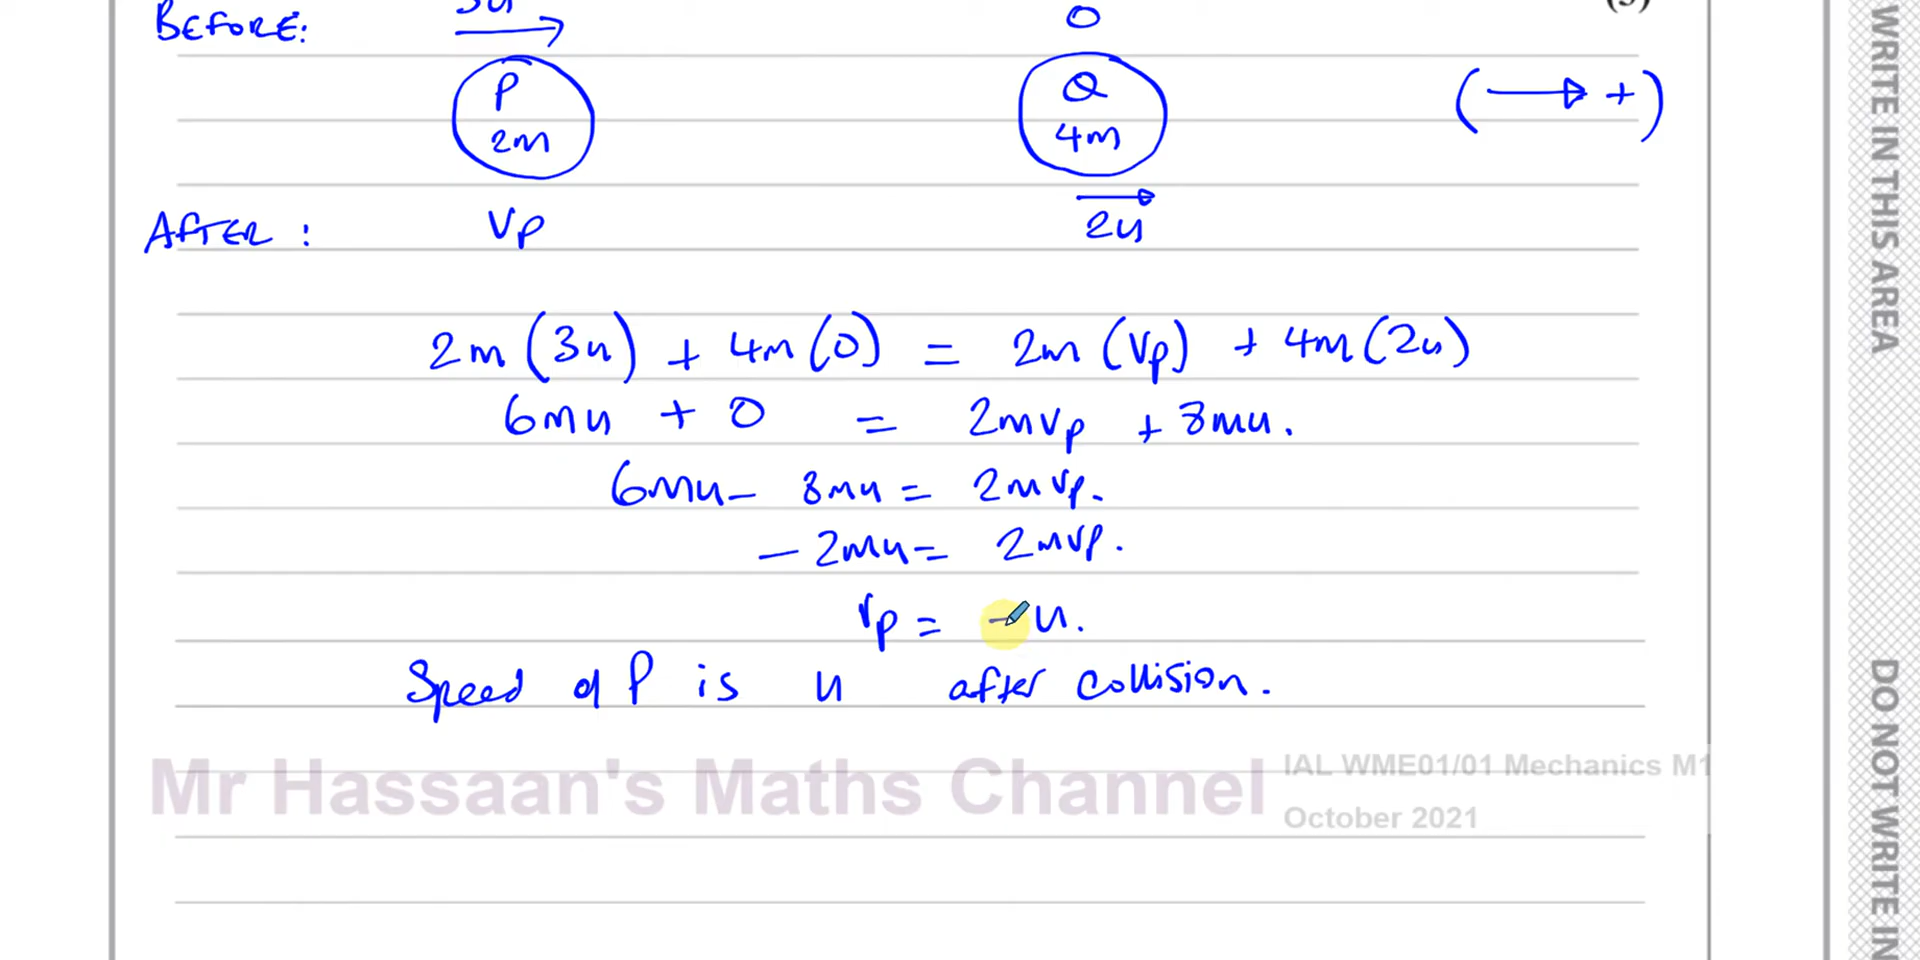 3u 0 (3)
BEFORE:
P Q (→ +)
2m 4m
AFTER: Vp 2u
2m(3u) + 4m(0) = 2m(Vp) + 4m(2u)
6mu + 0 = 2mVp + 8mu.
6mu - 8mu = 2mVp.
-2mu = 2mVp.
Vp = -u.
Speed of P is u after collision.
Mr Hassaan's Maths Channel
IAL WME01/01 Mechanics M1
October 2021
WRITE IN THIS AREA
DO NOT WRITE IN